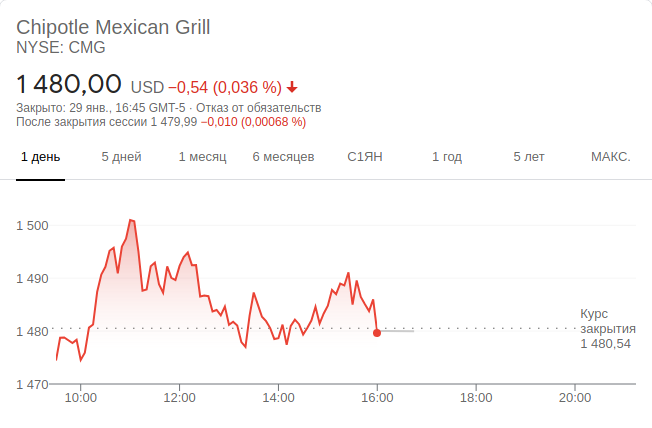 Chipotle Mexican Grill
NYSE: CMG
1 480,00 USD −0,54 (0,036 %)
Закрыто: 29 янв., 16:45 GMT-5 · Отказ от обязательств
После закрытия сессии 1 479,99 −0,010 (0,00068 %)
1 день 5 дней 1 месяц 6 месяцев С1ЯН 1 год 5 лет МАКС.
1 500
1 490
1 480
1 470
Курс
закрытия
1 480,54
10:00 12:00 14:00 16:00 18:00 20:00